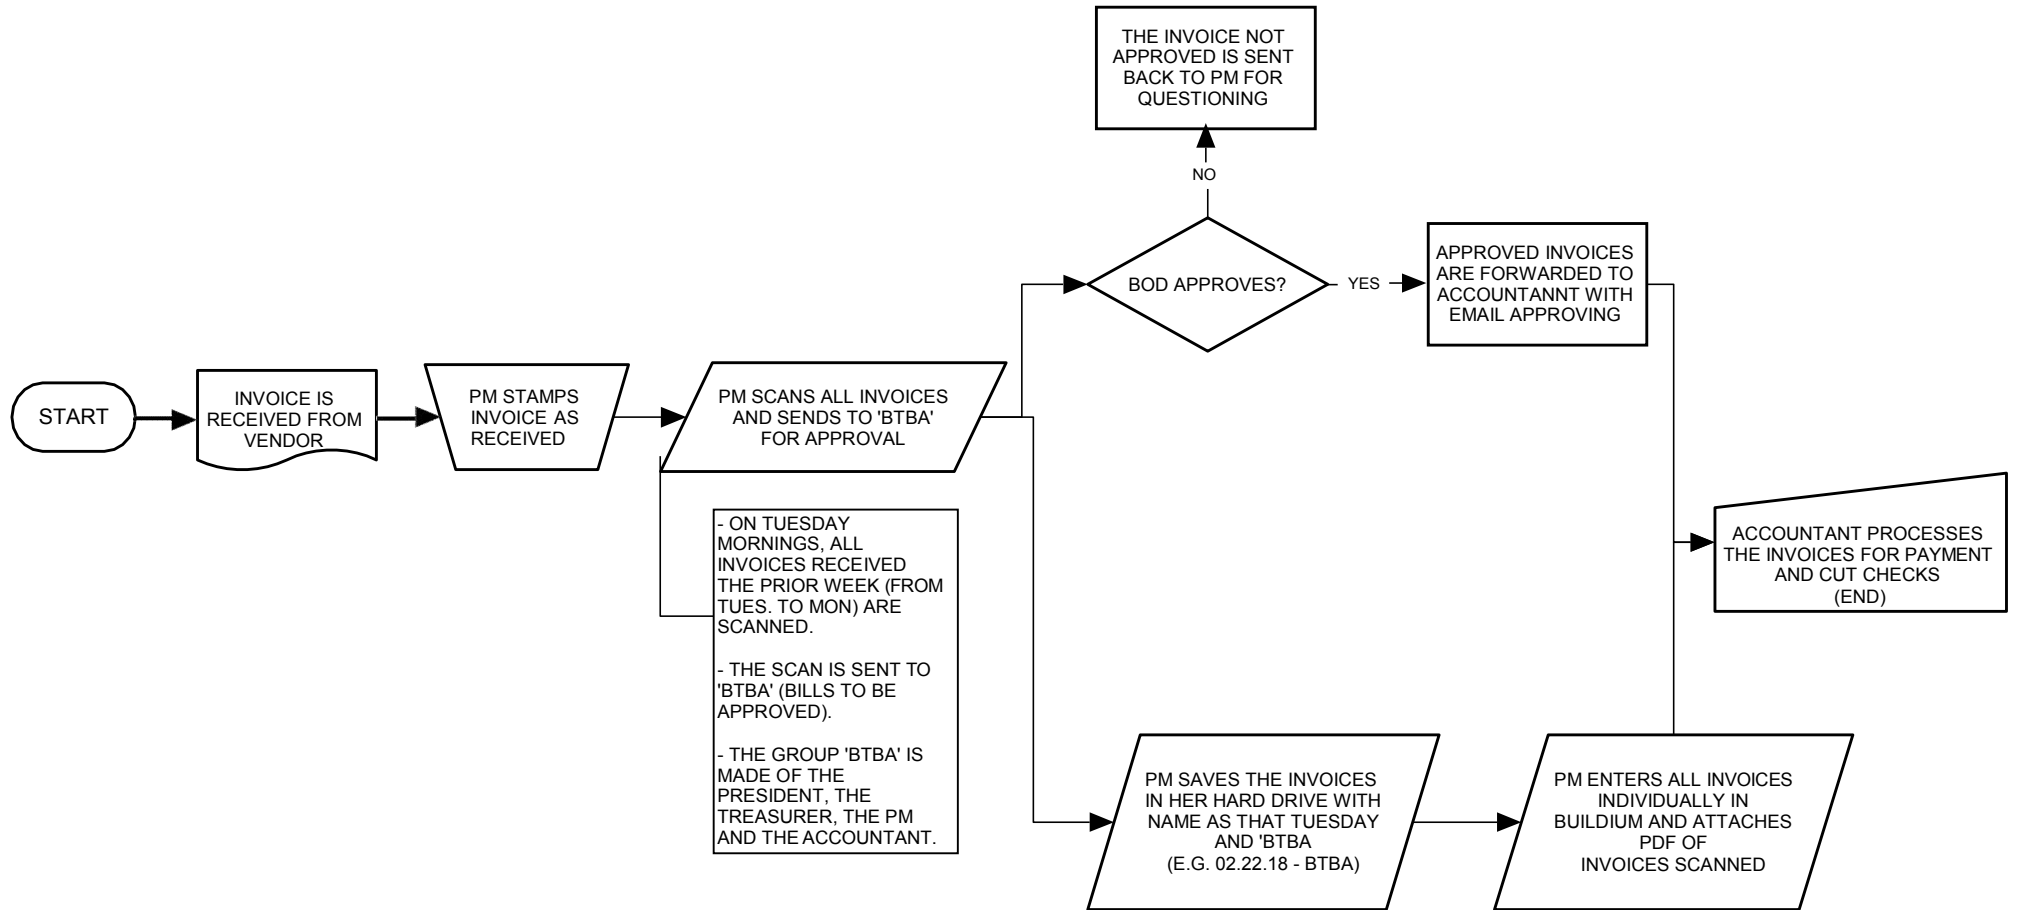 THE INVOICE NOT
APPROVED IS SENT
BACK TO PM FOR
QUESTIONING
NO
BOD APPROVES?
YES
APPROVED INVOICES
ARE FORWARDED TO
ACCOUNTANNT WITH
EMAIL APPROVING
START
INVOICE IS
RECEIVED FROM
VENDOR
PM STAMPS
INVOICE AS
RECEIVED
PM SCANS ALL INVOICES
AND SENDS TO 'BTBA'
FOR APPROVAL
- ON TUESDAY
MORNINGS, ALL
INVOICES RECEIVED
THE PRIOR WEEK (FROM
TUES. TO MON) ARE
SCANNED.
- THE SCAN IS SENT TO
'BTBA' (BILLS TO BE
APPROVED).
- THE GROUP 'BTBA' IS
MADE OF THE
PRESIDENT, THE
TREASURER, THE PM
AND THE ACCOUNTANT.
ACCOUNTANT PROCESSES
THE INVOICES FOR PAYMENT
AND CUT CHECKS
(END)
PM SAVES THE INVOICES
IN HER HARD DRIVE WITH
NAME AS THAT TUESDAY
AND 'BTBA
(E.G. 02.22.18 - BTBA)
PM ENTERS ALL INVOICES
INDIVIDUALLY IN
BUILDIUM AND ATTACHES
PDF OF
INVOICES SCANNED